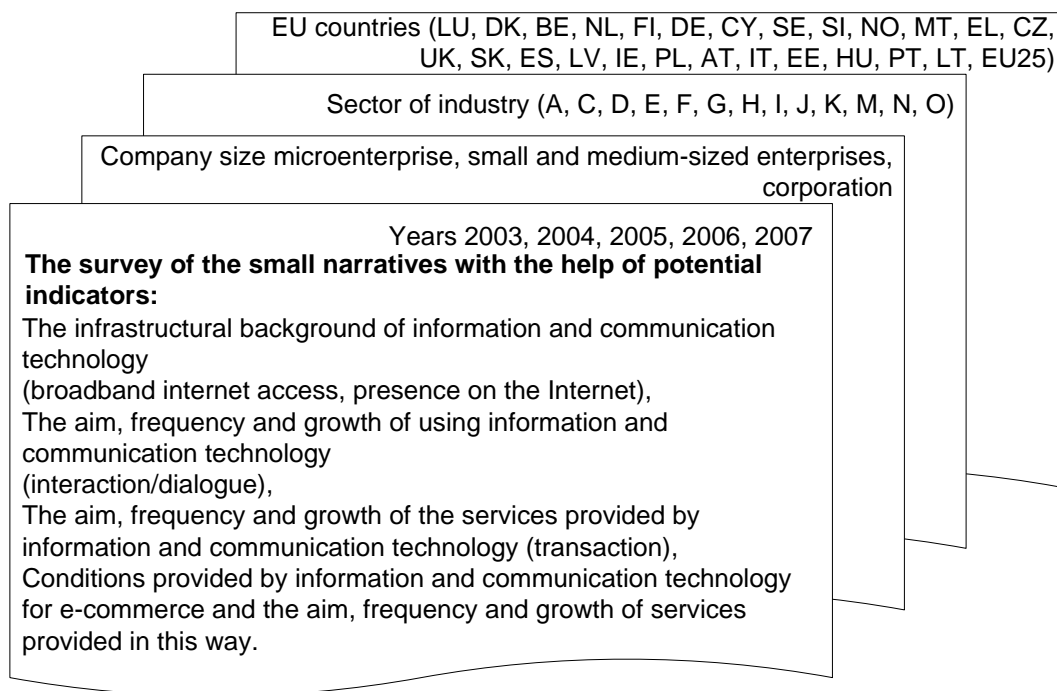 EU countries (LU, DK, BE, NL, FI, DE, CY, SE, SI, NO, MT, EL, CZ,
UK, SK, ES, LV, IE, PL, AT, IT, EE, HU, PT, LT, EU25)
Sector of industry (A, C, D, E, F, G, H, I, J, K, M, N, O)
Company size microenterprise, small and medium-sized enterprises,
corporation
Years 2003, 2004, 2005, 2006, 2007
The survey of the small narratives with the help of potential
indicators:
The infrastructural background of information and communication
technology
(broadband internet access, presence on the Internet),
The aim, frequency and growth of using information and
communication technology
(interaction/dialogue),
The aim, frequency and growth of the services provided by
information and communication technology (transaction),
Conditions provided by information and communication technology
for e-commerce and the aim, frequency and growth of services
provided in this way.